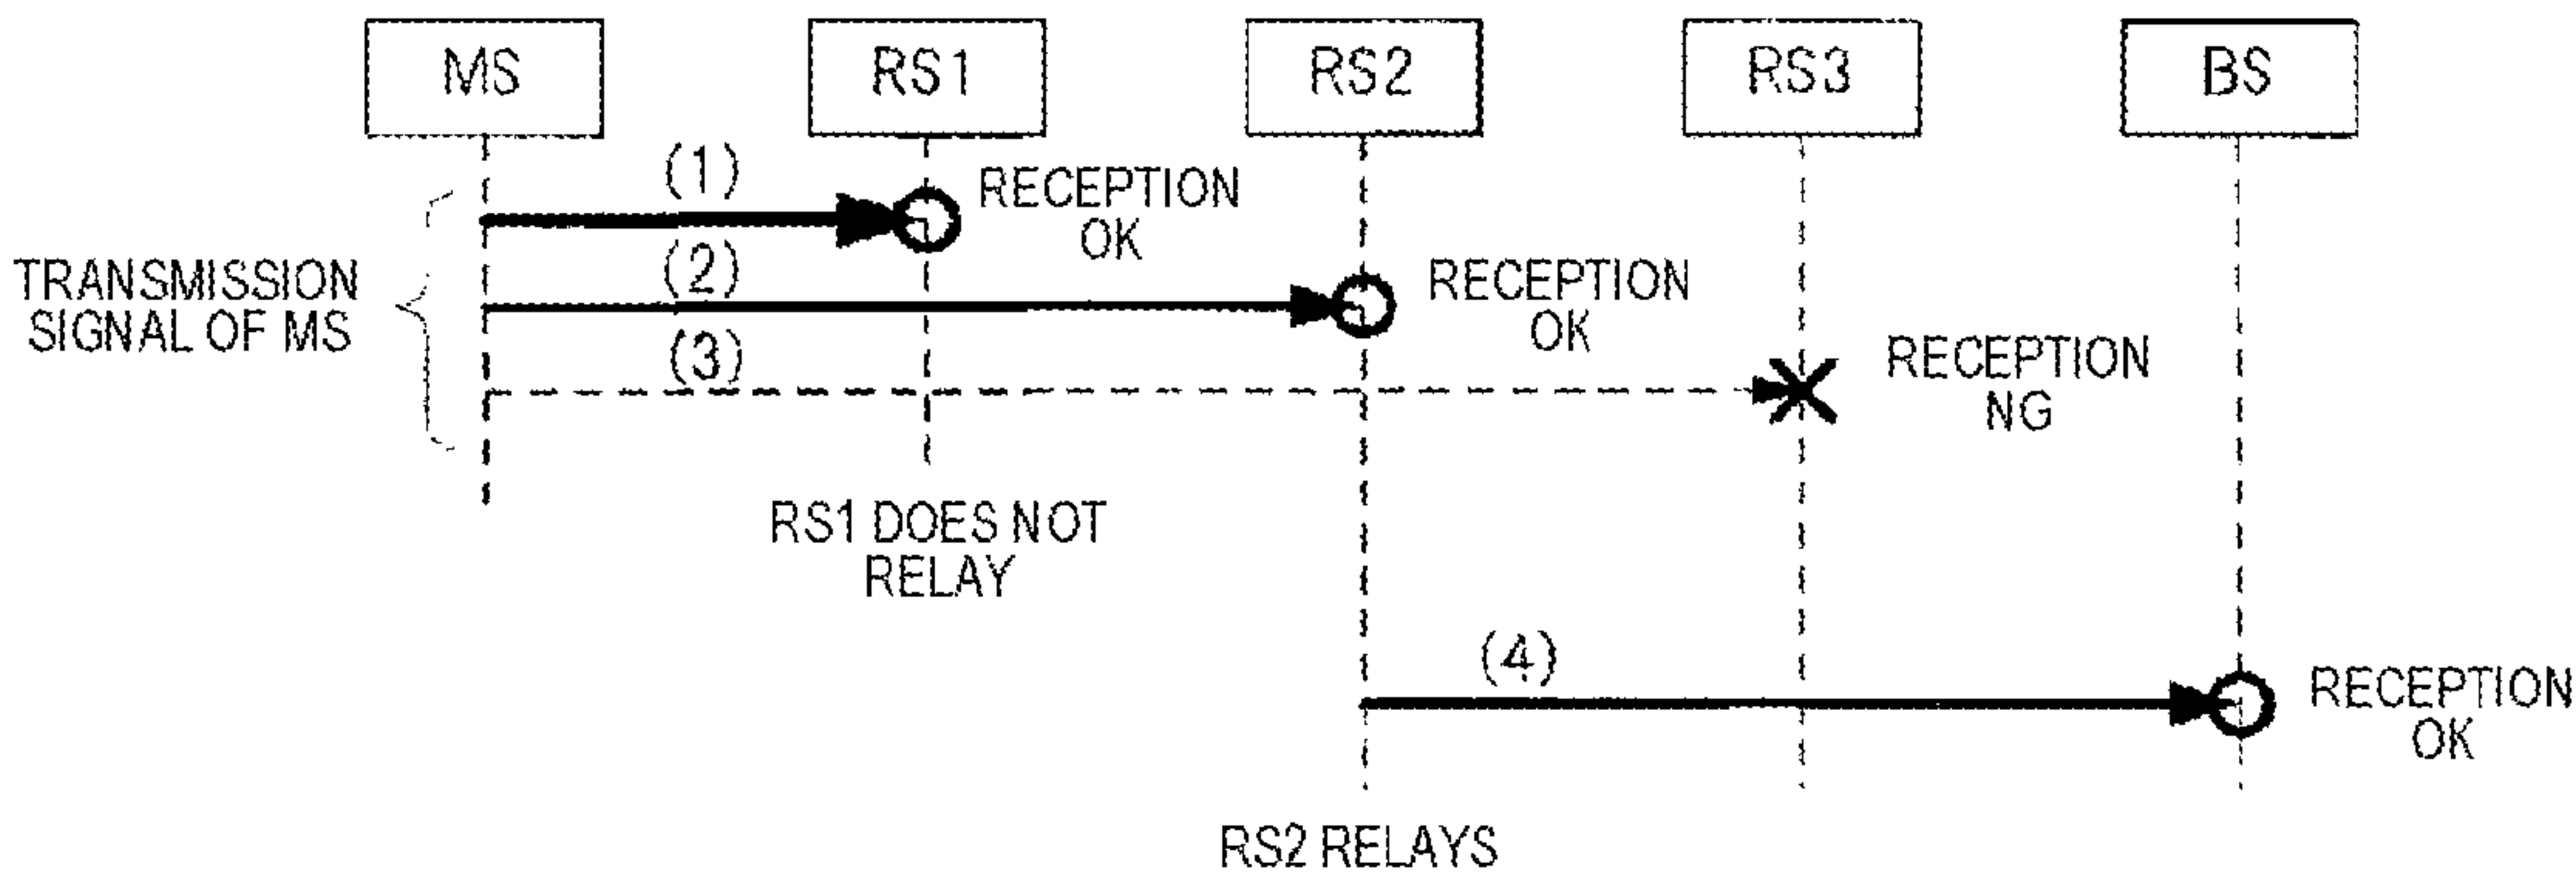 MS
RS1
RS2
RS3
BS
(1)
RECEPTION
OK
TRANSMISSION
SIGNAL OF MS
(2)
RECEPTION
OK
(3)
RECEPTION
NG
RS1 DOES NOT
RELAY
(4)
RECEPTION
OK
RS2 RELAYS